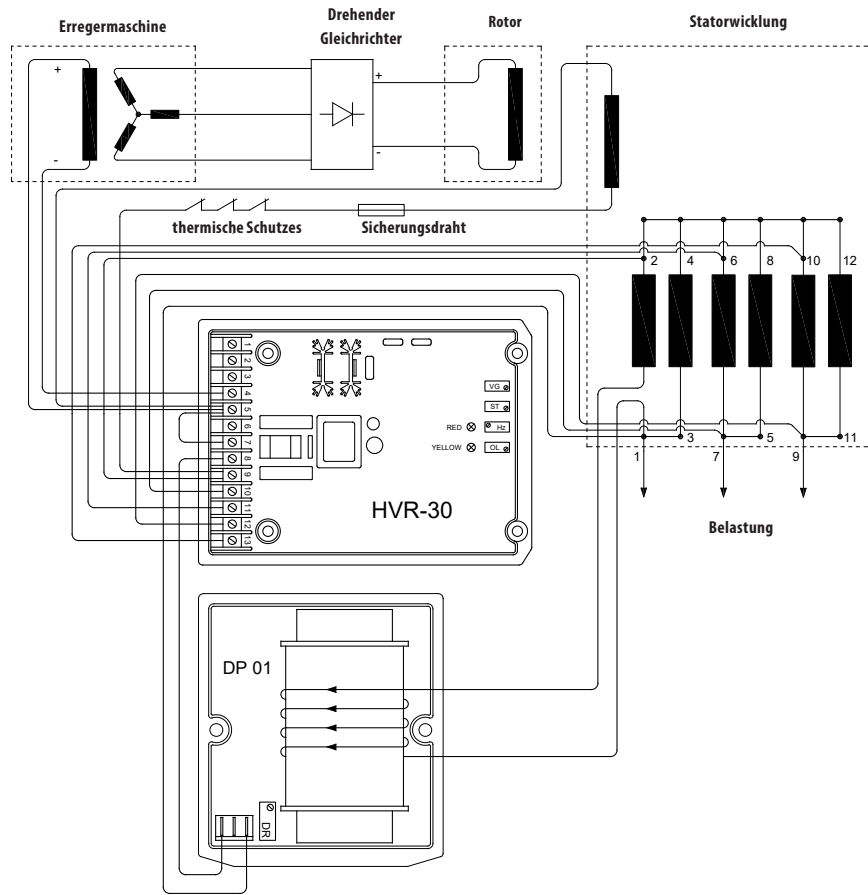 Erregermaschine
Drehender
Gleichrichter
Rotor
Statorwicklung
+
-
+
-
thermische Schutzes
Sicherungsdraht
2
4
6
8
10
12
1
2
3
4
5
6
7
8
9
10
11
12
13
VG
ST
RED
Hz
YELLOW
OL
HVR-30
1
3
7
5
9
11
Belastung
DP 01
DR